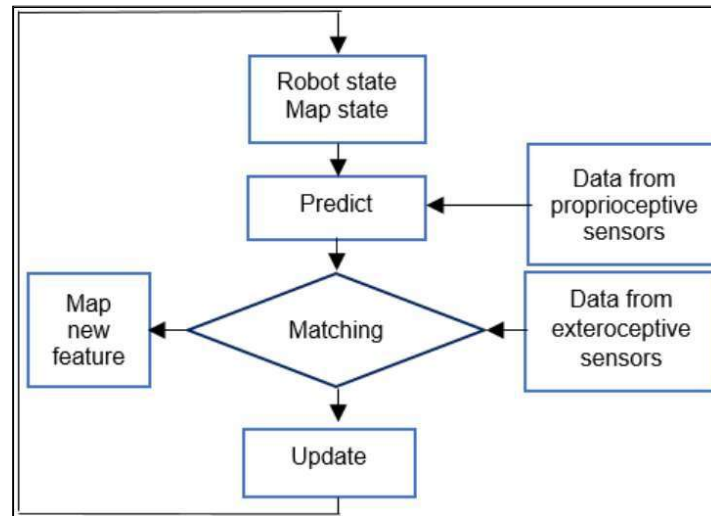 Robot state
Map state
Predict
Data from
proprioceptive
sensors
Map
new
feature
Matching
Data from
exteroceptive
sensors
Update